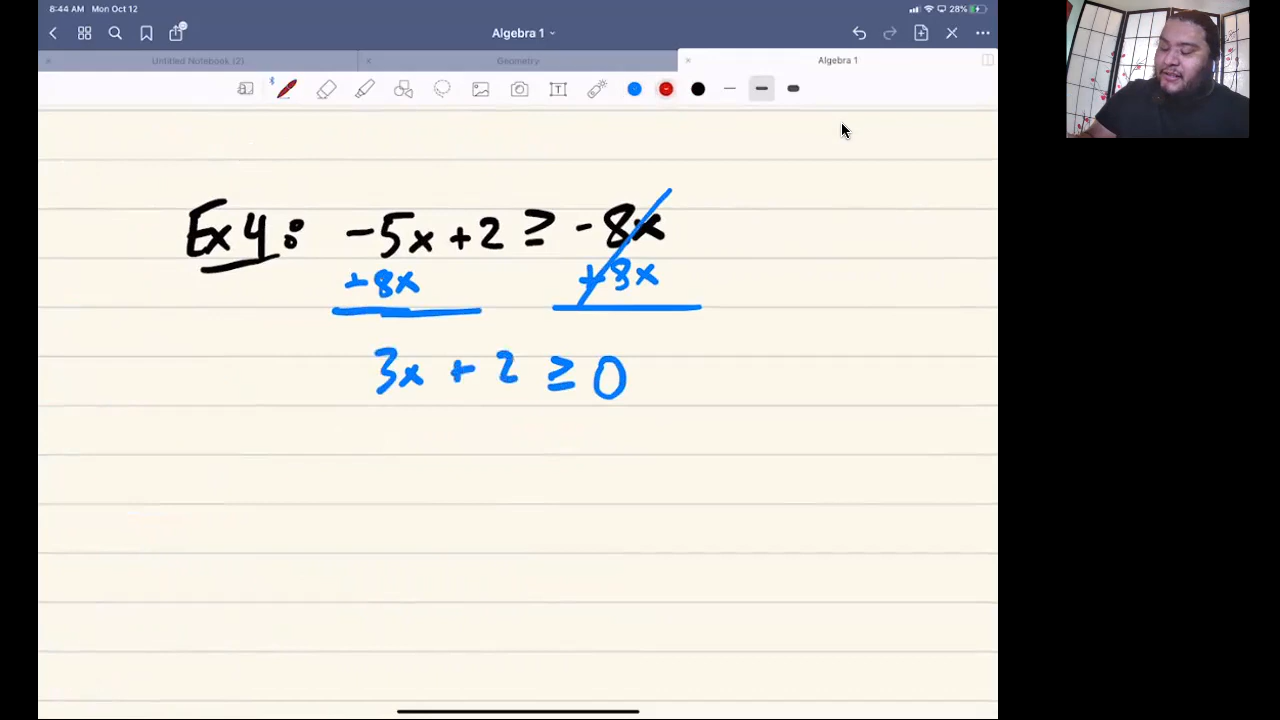 8:44 AM Mon Oct 12 28%
Algebra 1
Untitled Notebook (2) Geometry Algebra 1
Ex 4: -5x + 2 ≥ -8x
+8x +8x
3x + 2 ≥ 0